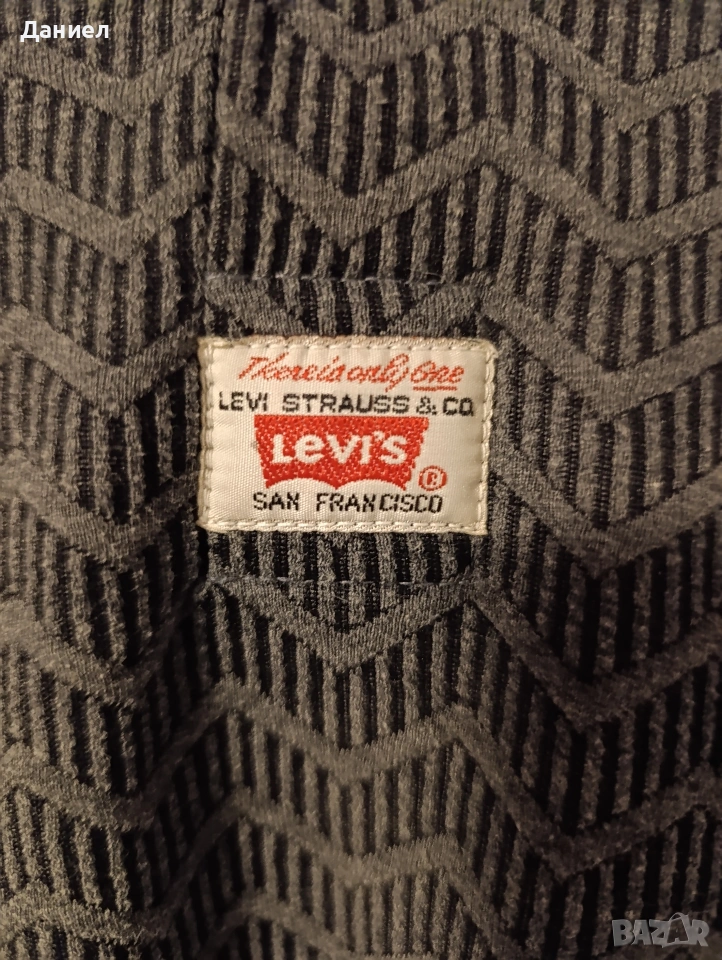 Даниел
There is only One
LEVI STRAUSS & CO
LEVI'S
®
SAN FRANCISCO
BAZAR